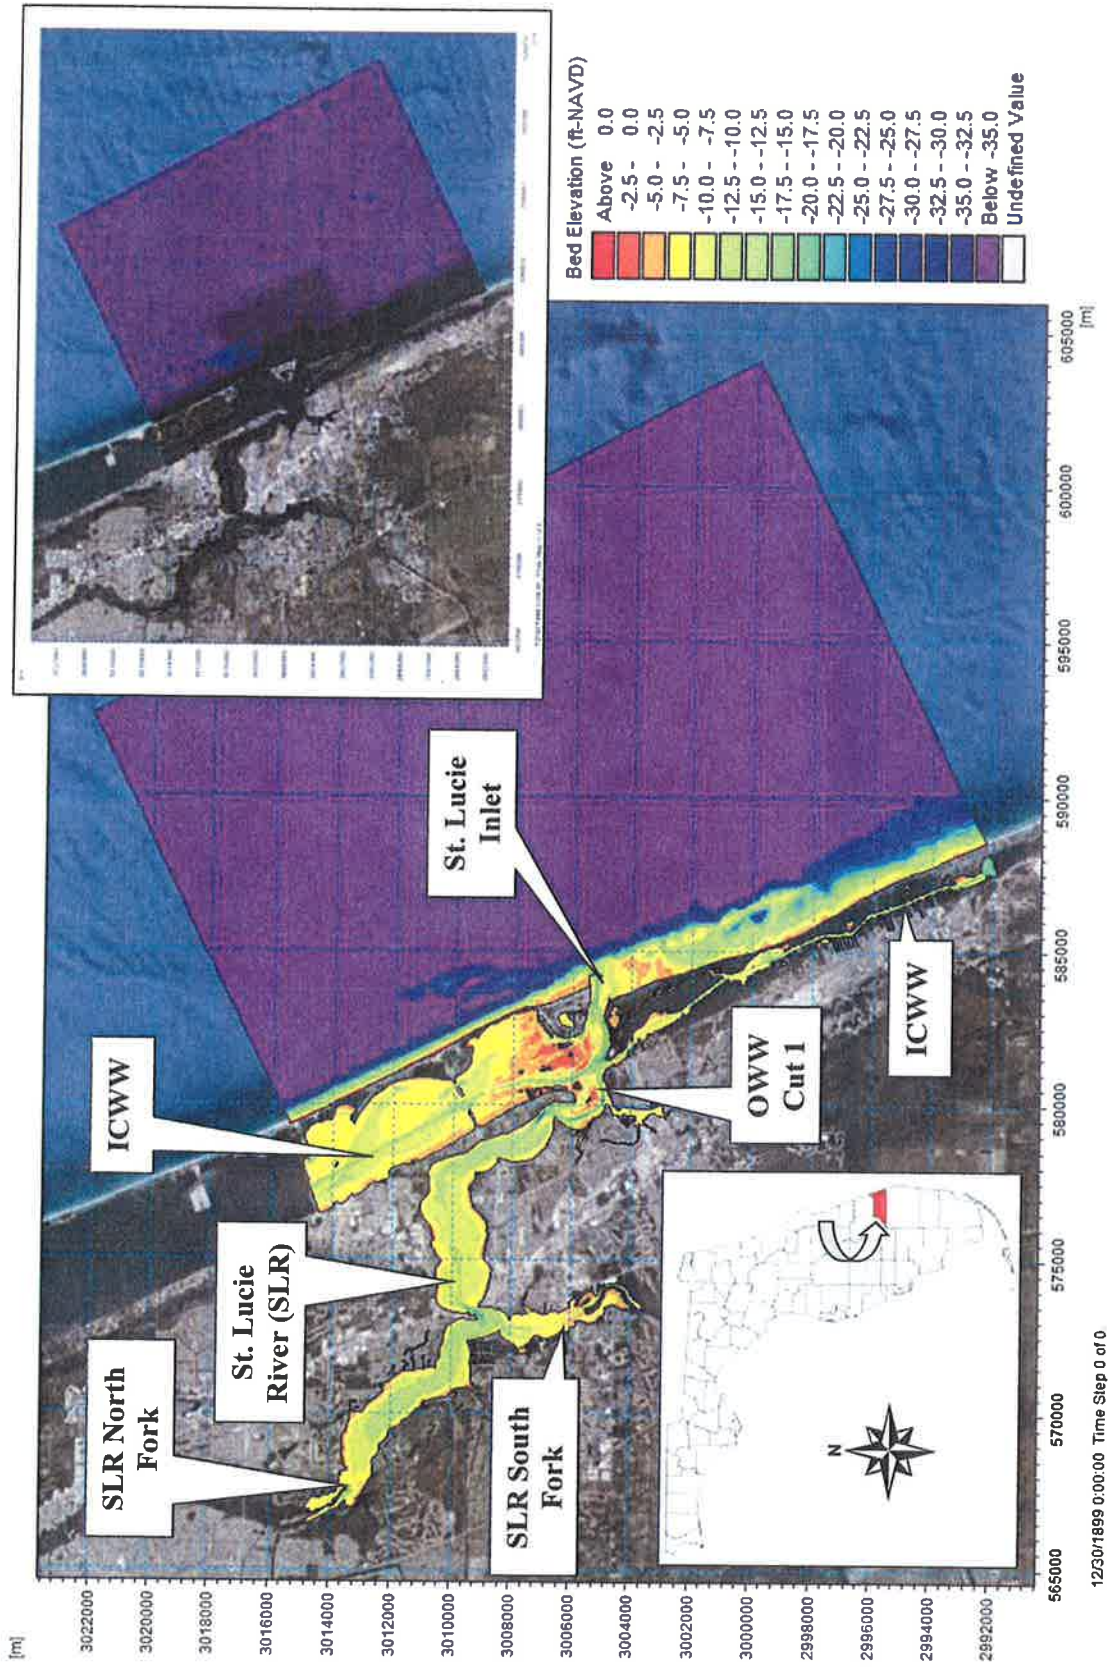 [m]
3022000
3020000
3018000
3016000
3014000
3012000
3010000
3008000
3006000
3004000
3002000
3000000
2998000
2996000
2994000
2992000
565000
570000
575000
580000
585000
590000
595000
600000
605000
[m]
SLR North
Fork
St. Lucie
River (SLR)
ICWW
SLR South
Fork
St. Lucie
Inlet
OWW
Cut 1
ICWW
N
Bed Elevation (ft-NAVD)
Above 0.0
-2.5 - 0.0
-5.0 - -2.5
-7.5 - -5.0
-10.0 - -7.5
-12.5 - -10.0
-15.0 - -12.5
-17.5 - -15.0
-20.0 - -17.5
-22.5 - -20.0
-25.0 - -22.5
-27.5 - -25.0
-30.0 - -27.5
-32.5 - -30.0
-35.0 - -32.5
Below -35.0
Undefined Value
12/30/1899 0:00:00 Time Step 0 of 0